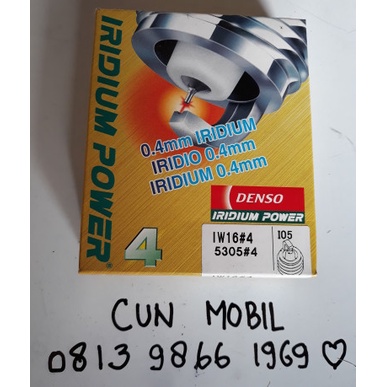 IRIDIUM POWER®
0.4mm IRIDIUM
IRIDIO 0.4mm
IRIDIUM 0.4mm
DENSO
IRIDIUM POWER
4
IW16#4
5305#4
105
CUN MOBIL
0813 9866 1969 ♡